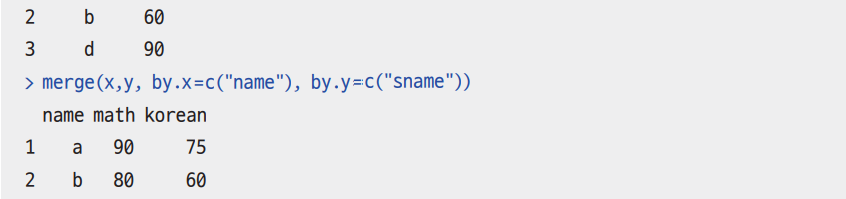 2 b 60
3 d 90
> merge(x,y, by.x=c("name"), by.y=c("sname"))
name math korean
1 a 90 75
2 b 80 60